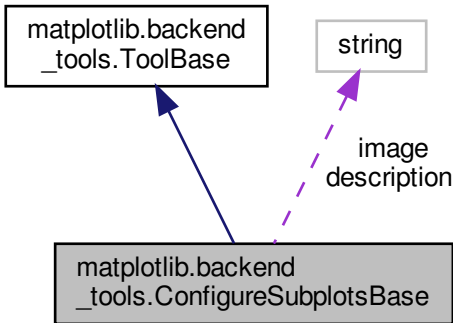 matplotlib.backend
_tools.ToolBase
string
image
description
matplotlib.backend
_tools.ConfigureSubplotsBase